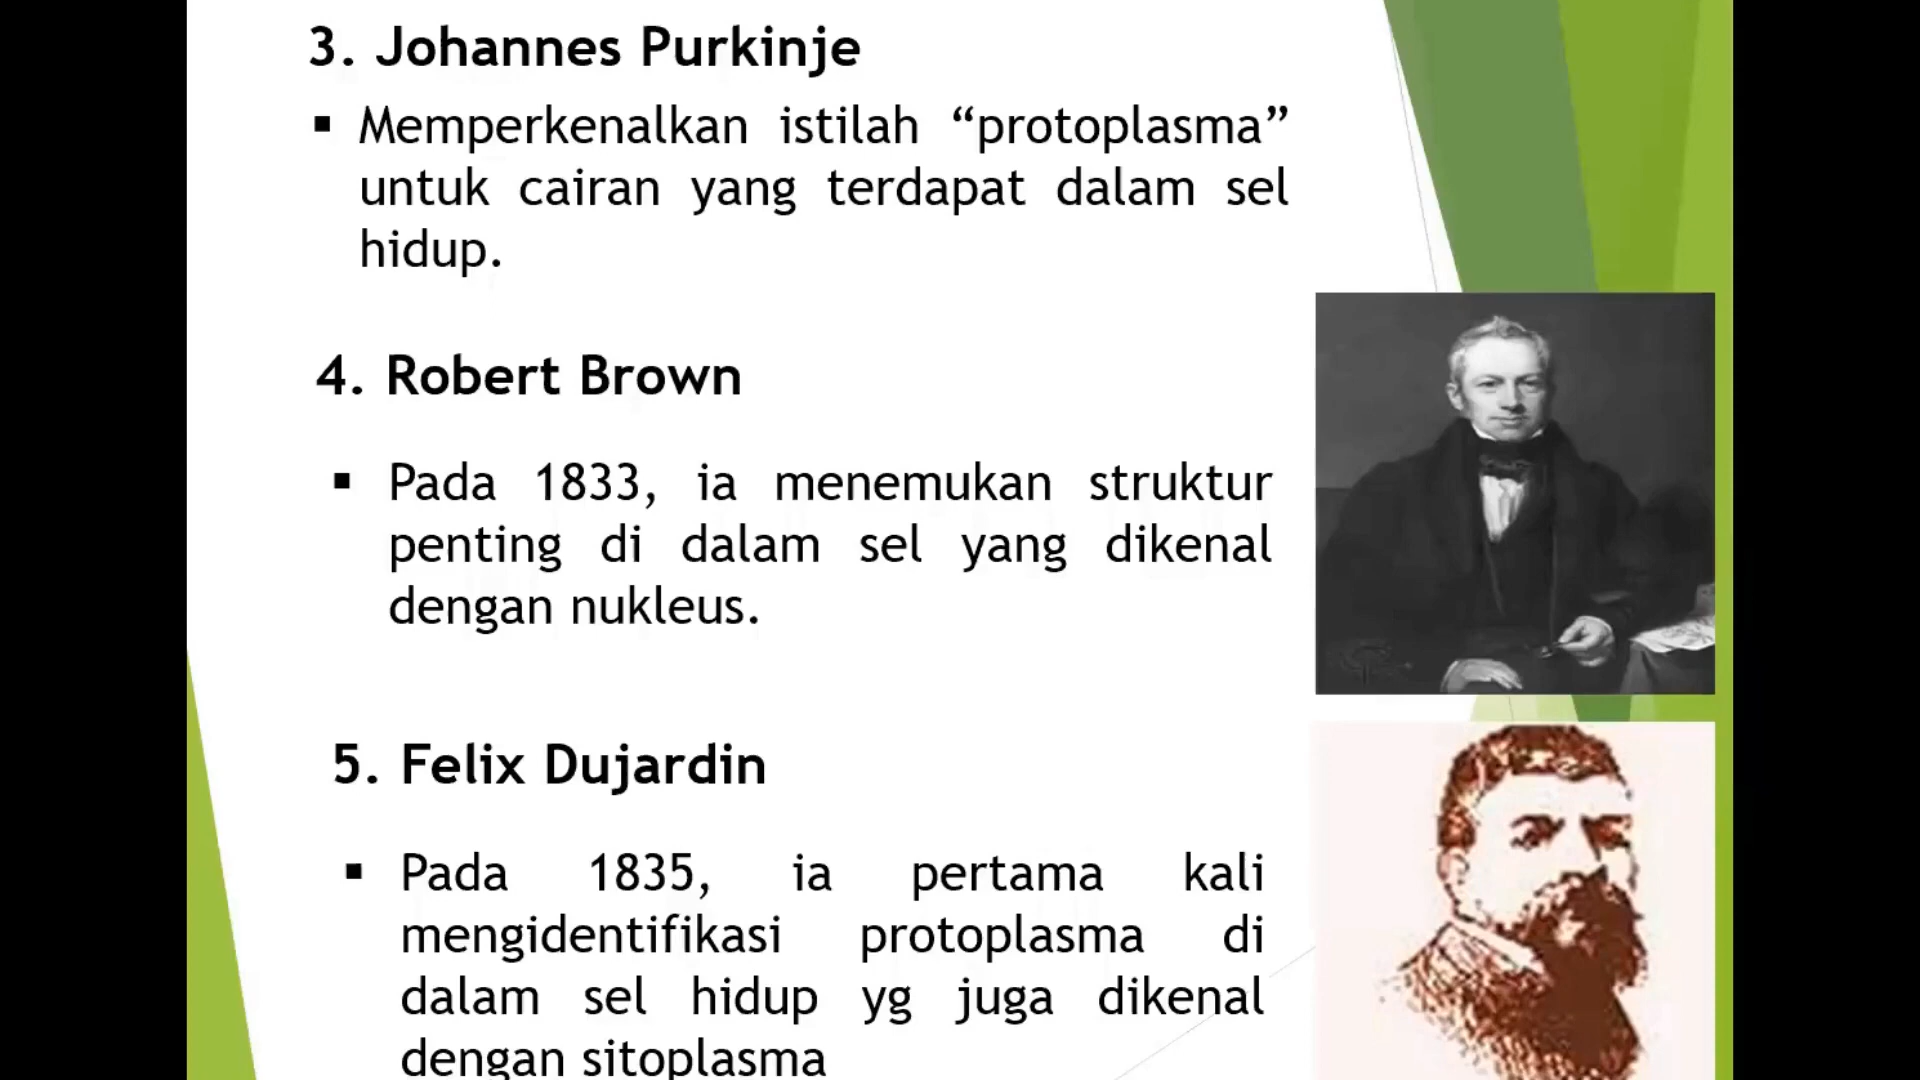 3. Johannes Purkinje
▪ Memperkenalkan istilah “protoplasma”
untuk cairan yang terdapat dalam sel
hidup.
4. Robert Brown
▪ Pada 1833, ia menemukan struktur
penting di dalam sel yang dikenal
dengan nukleus.
5. Felix Dujardin
▪ Pada 1835, ia pertama kali
mengidentifikasi protoplasma di
dalam sel hidup yg juga dikenal
dengan sitoplasma